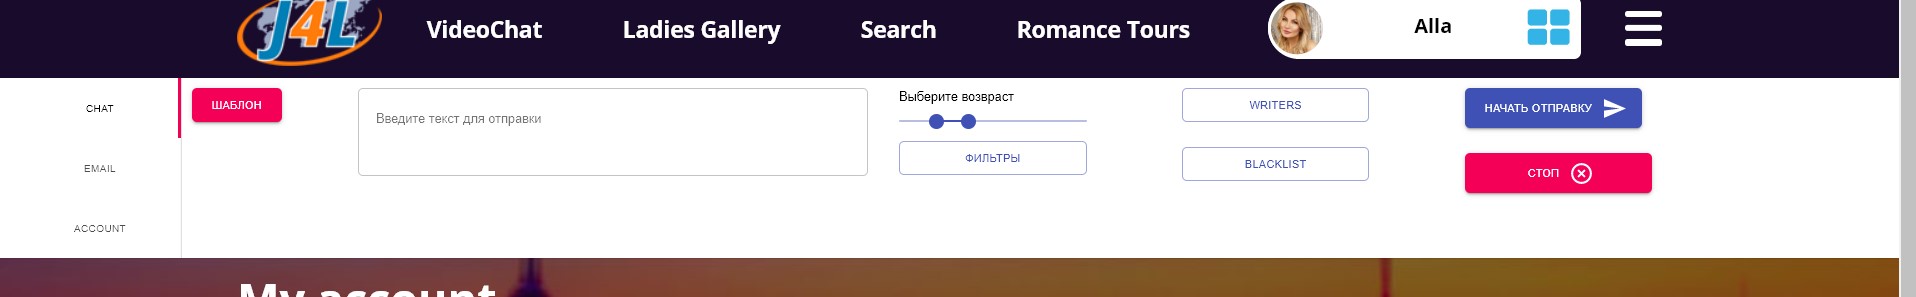 J4L
VideoChat
Ladies Gallery
Search
Romance Tours
Alla
CHAT
EMAIL
ACCOUNT
ШАБЛОН
Введите текст для отправки
Выберите возвраст
ФИЛЬТРЫ
WRITERS
BLACKLIST
НАЧАТЬ ОТПРАВКУ
СТОП
My account